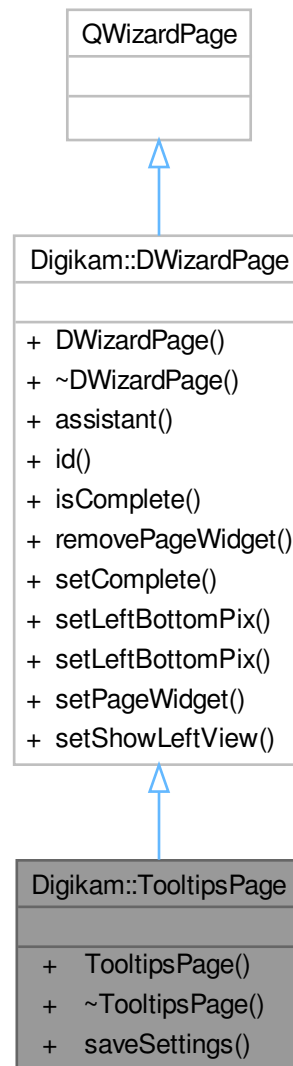 QWizardPage
Digikam::DWizardPage
+ DWizardPage()
+ ~DWizardPage()
+ assistant()
+ id()
+ isComplete()
+ removePageWidget()
+ setComplete()
+ setLeftBottomPix()
+ setLeftBottomPix()
+ setPageWidget()
+ setShowLeftView()
Digikam::TooltipsPage
+ TooltipsPage()
+ ~TooltipsPage()
+ saveSettings()